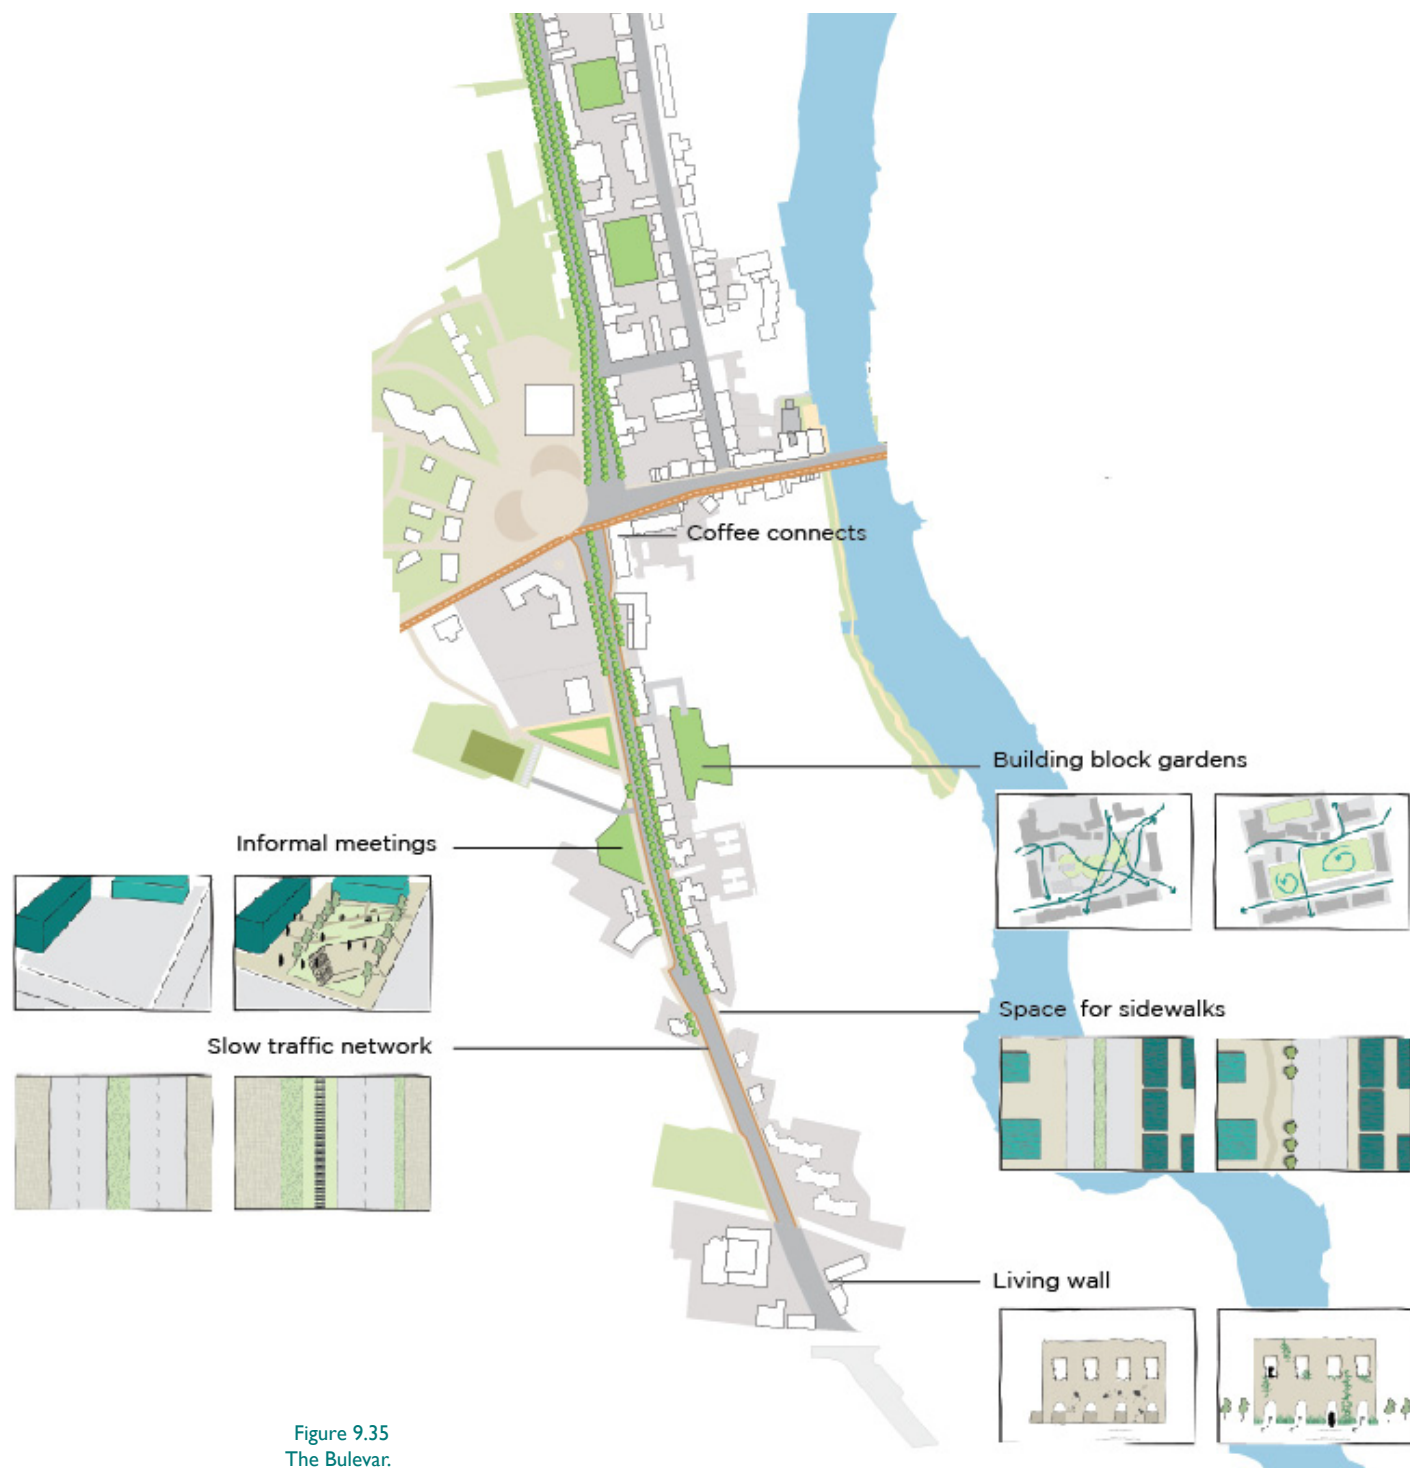 Coffee connects
Building block gardens
Informal meetings
Space for sidewalks
Slow traffic network
Living wall
Figure 9.35
The Bulevar.